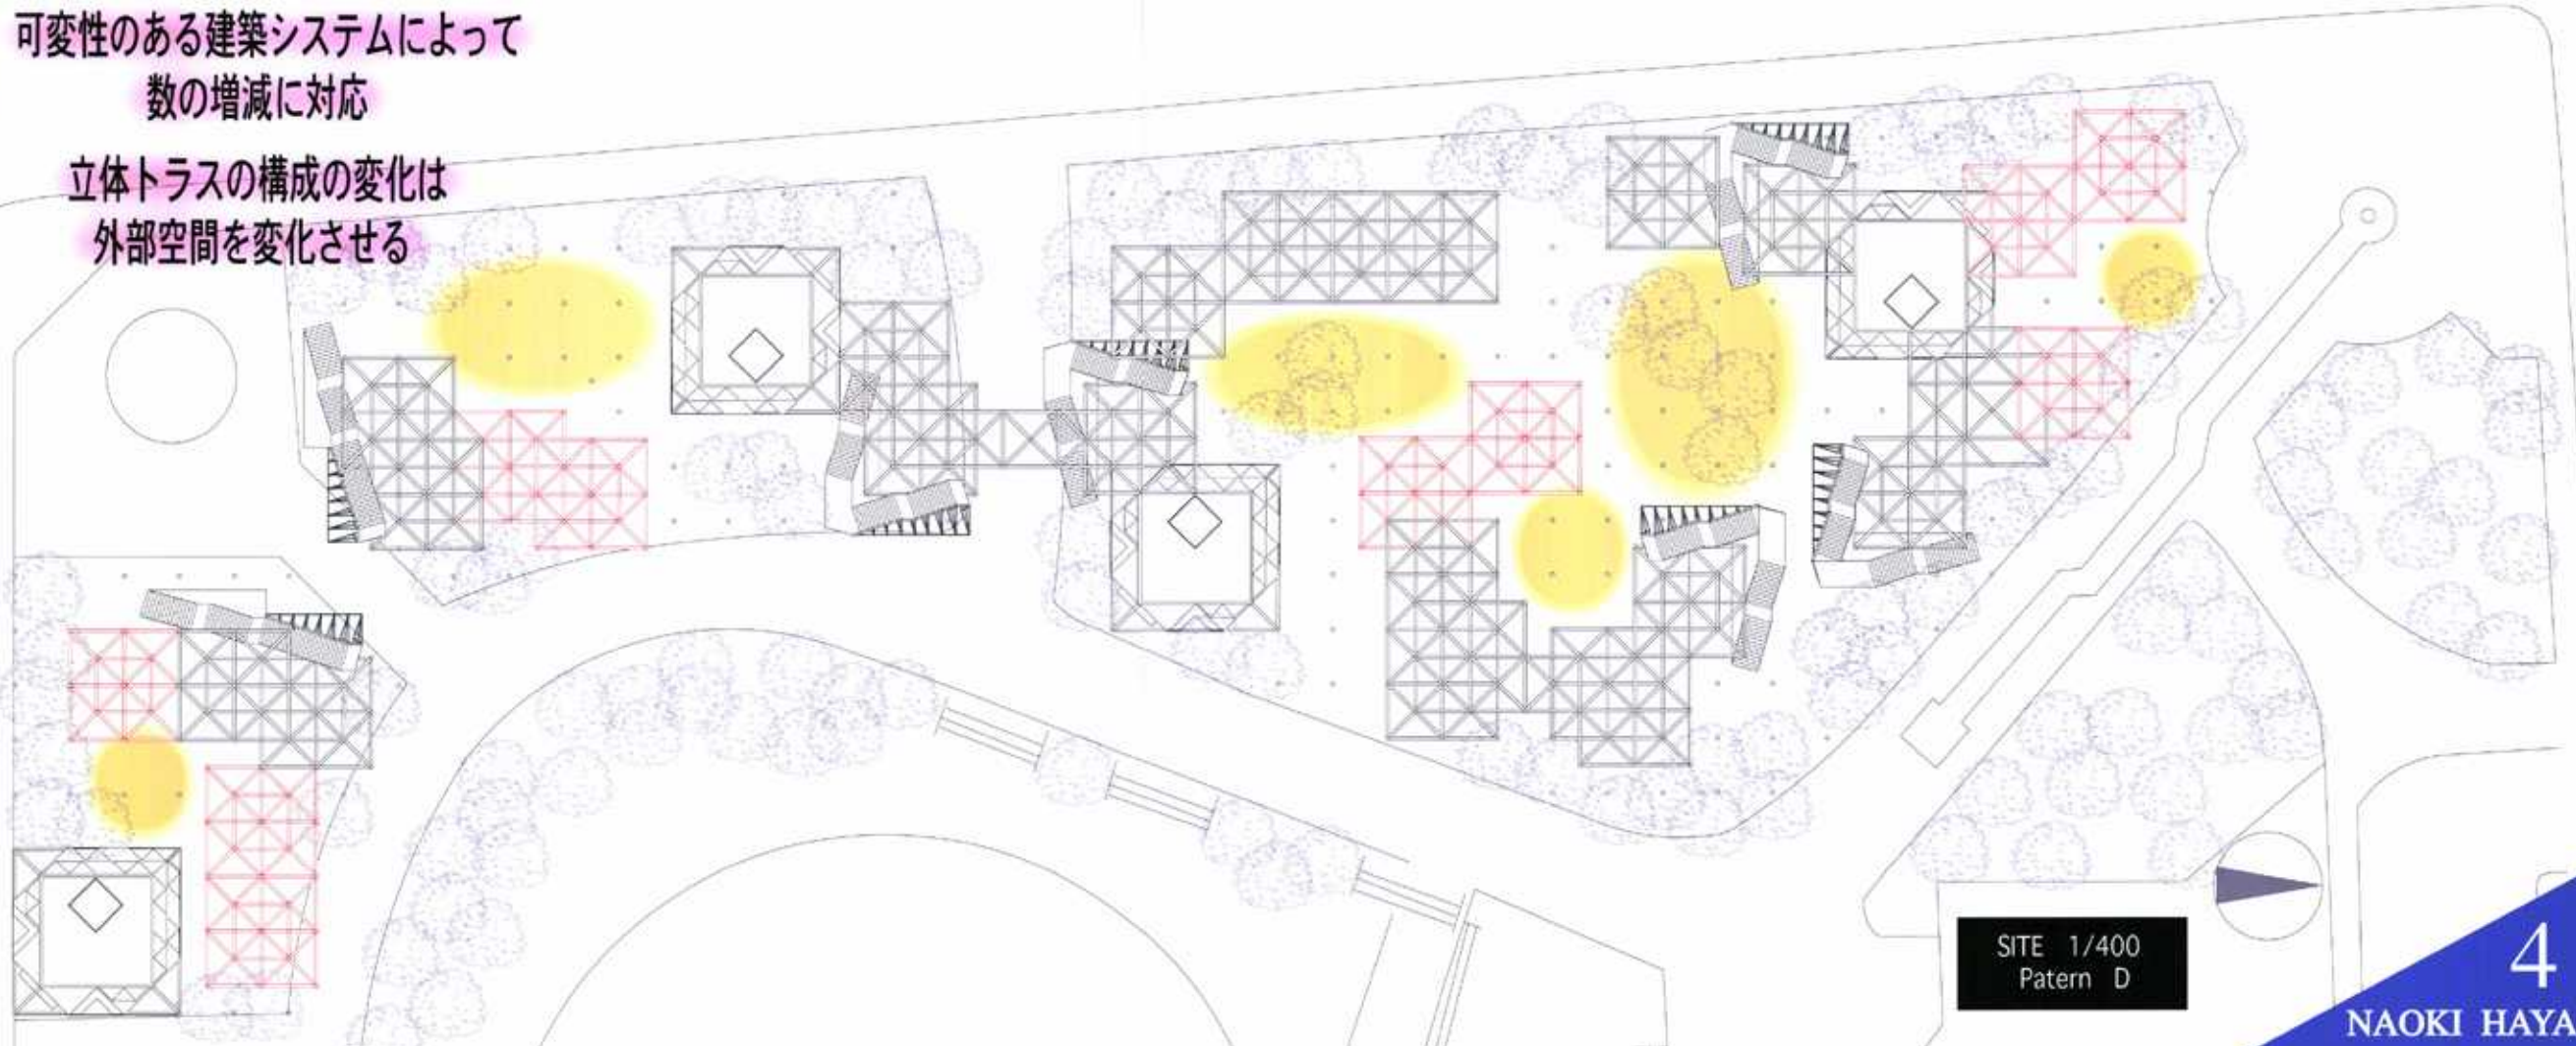 可変性のある建築システムによって
数の増減に対応
立体トラスの構成の変化は
外部空間を変化させる
SITE 1/400
Patern D
4
NAOKI HAYA